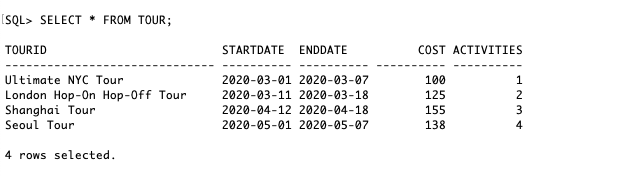 SQL> SELECT * FROM TOUR;
TOURID STARTDATE ENDDATE COST ACTIVITIES
------------------------------ ---------- ---------- ---------- ----------
Ultimate NYC Tour 2020-03-01 2020-03-07 100 1
London Hop-On Hop-Off Tour 2020-03-11 2020-03-18 125 2
Shanghai Tour 2020-04-12 2020-04-18 155 3
Seoul Tour 2020-05-01 2020-05-07 138 4
4 rows selected.